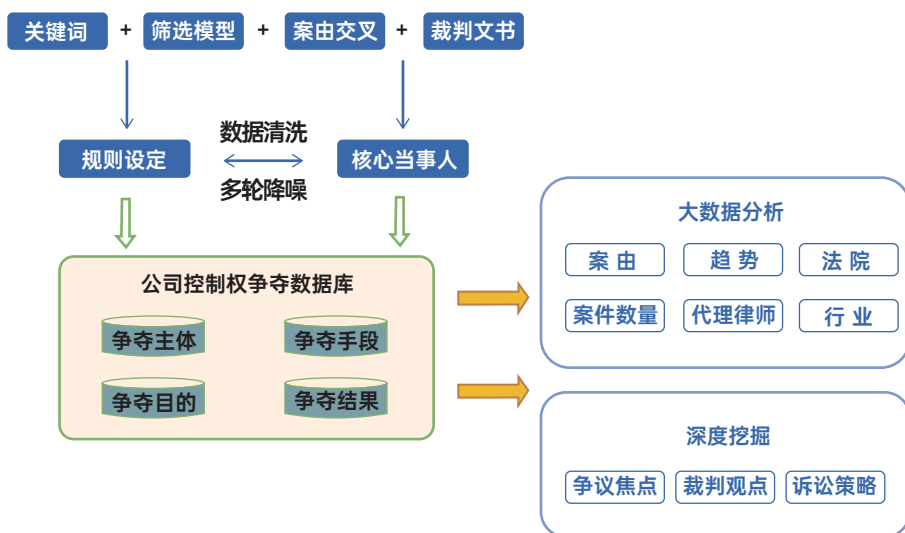 关键词 + 筛选模型 + 案由交叉 + 裁判文书
数据清洗
规则设定
核心当事人
多轮降噪
公司控制权争夺数据库
争夺主体
争夺手段
争夺目的
争夺结果
大数据分析
案 由
趋 势
法 院
案件数量
代理律师
行 业
深度挖掘
争议焦点
裁判观点
诉讼策略